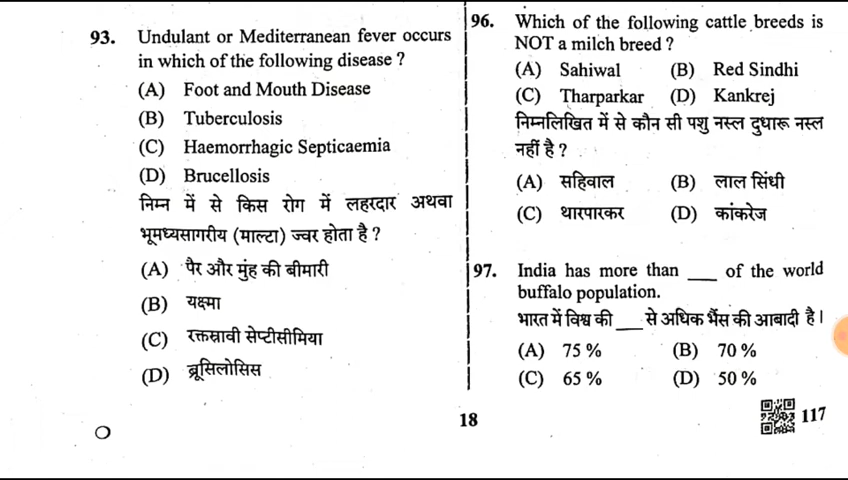 93. Undulant or Mediterranean fever occurs
in which of the following disease ?
(A) Foot and Mouth Disease
(B) Tuberculosis
(C) Haemorrhagic Septicaemia
(D) Brucellosis
निम्न में से किस रोग में लहरदार अथवा
भूमध्यसागरीय (माल्टा) ज्वर होता है ?
(A) पैर और मुंह की बीमारी
(B) यक्ष्मा
(C) रक्तस्रावी सेप्टीसीमिया
(D) ब्रूसिलोसिस
96. Which of the following cattle breeds is
NOT a milch breed ?
(A) Sahiwal (B) Red Sindhi
(C) Tharparkar (D) Kankrej
निम्नलिखित में से कौन सी पशु नस्ल दुधारू नस्ल
नहीं है ?
(A) सहिवाल (B) लाल सिंधी
(C) थारपारकर (D) कांकरेज
97. India has more than ___ of the world
buffalo population.
भारत में विश्व की ___ से अधिक भैंस की आबादी है।
(A) 75 % (B) 70 %
(C) 65 % (D) 50 %
18
117